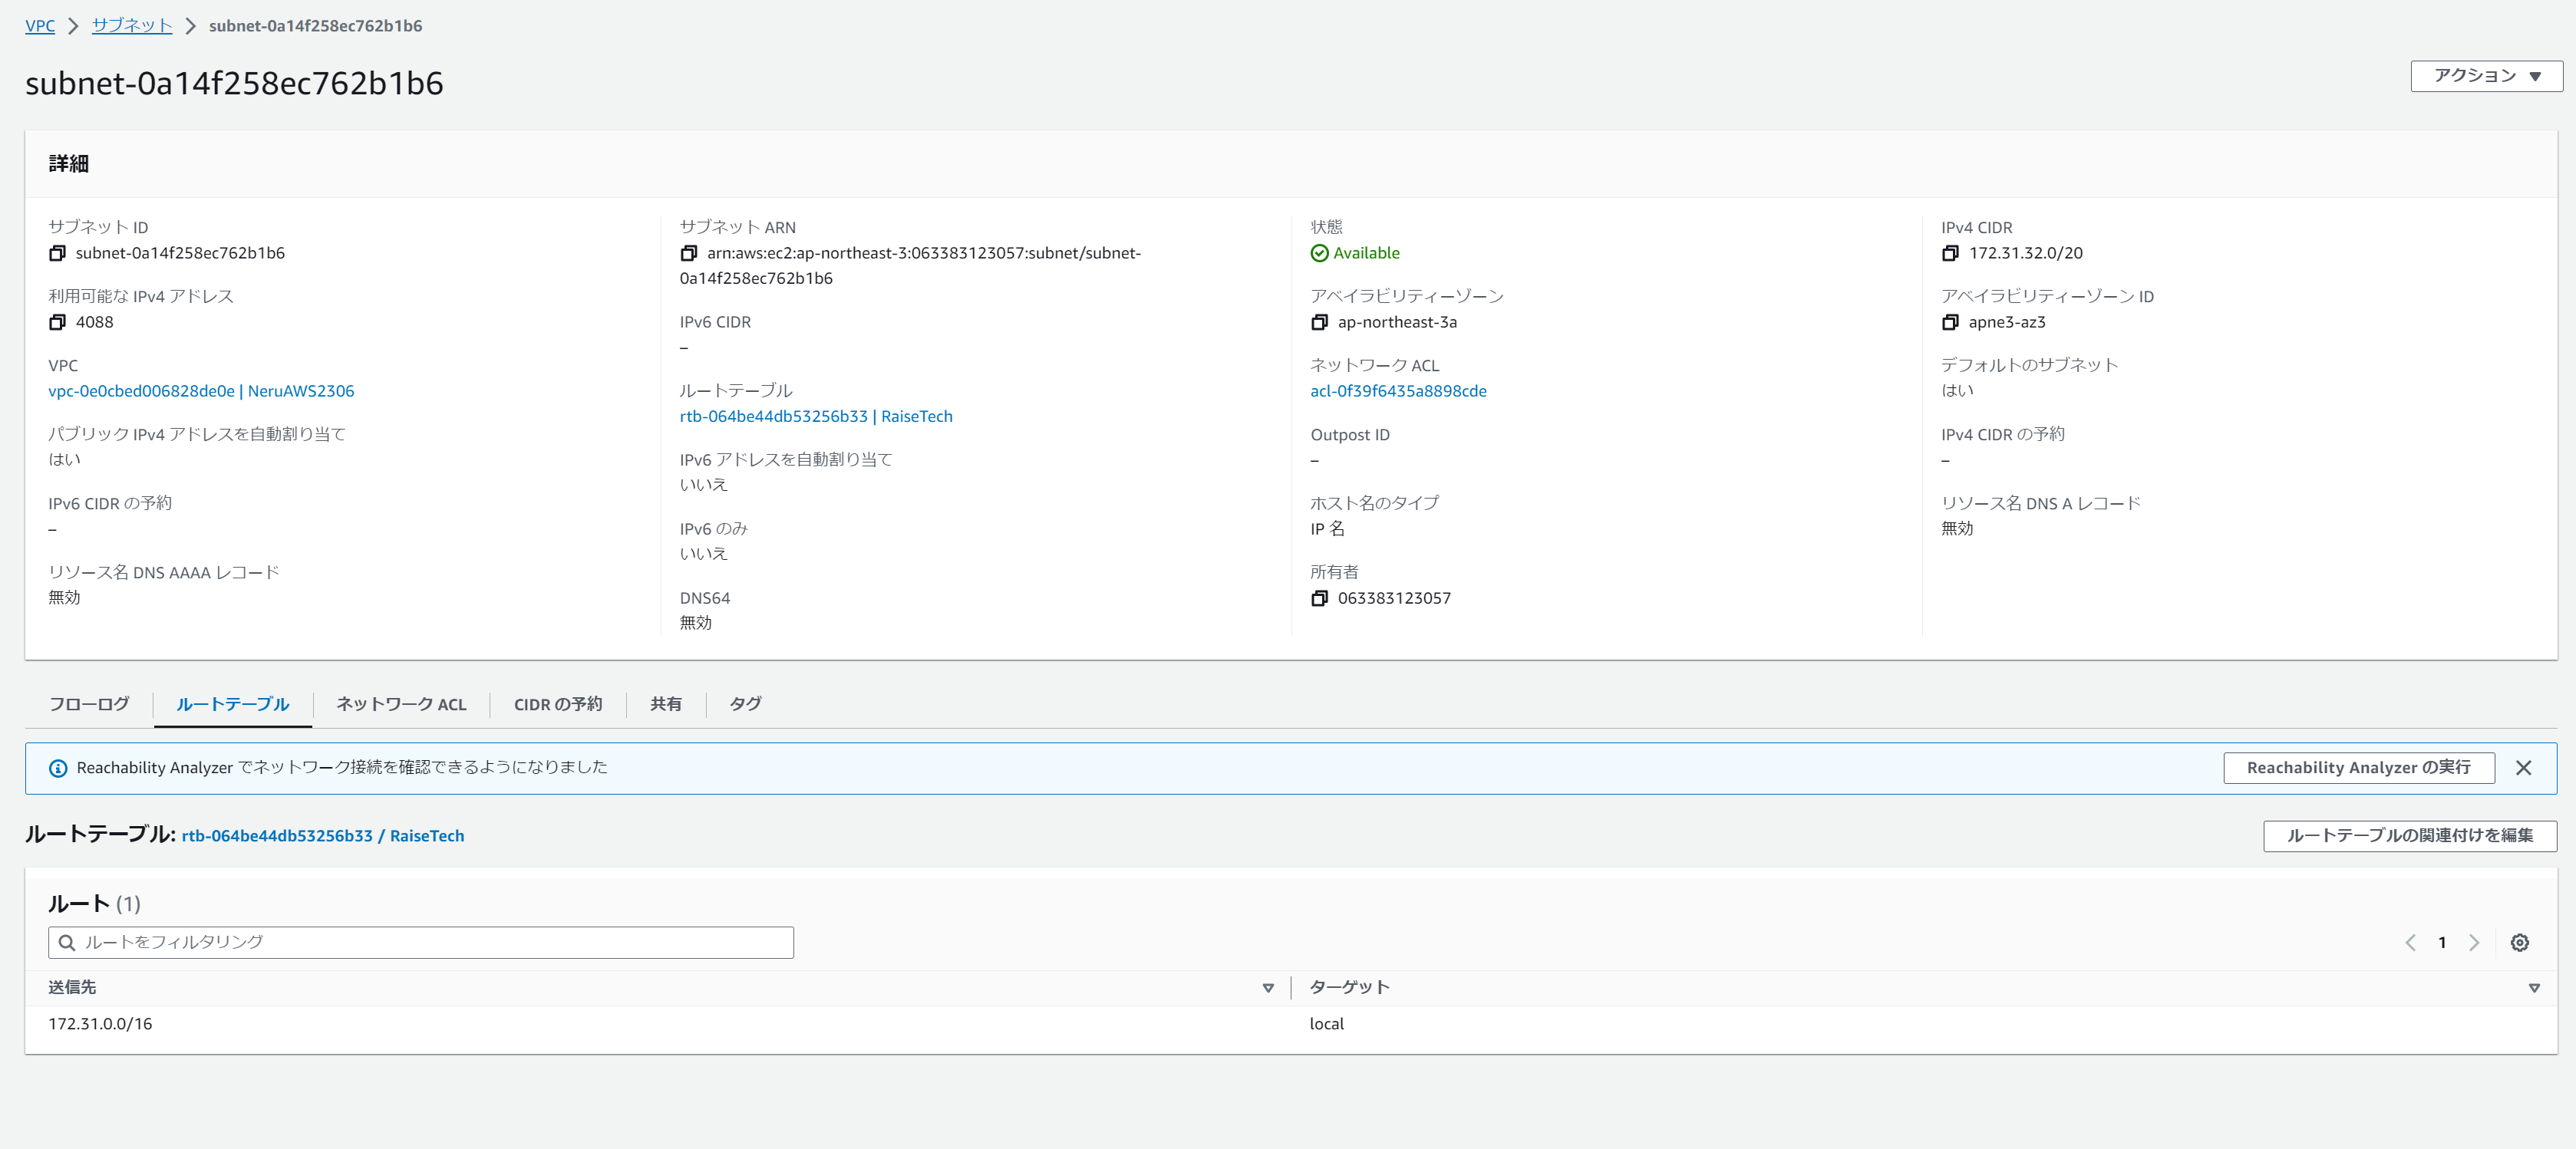 VPC > サブネット > subnet-0a14f258ec762b1b6
subnet-0a14f258ec762b1b6
アクション
詳細
サブネット ID
subnet-0a14f258ec762b1b6
利用可能な IPv4 アドレス
4088
VPC
vpc-0e0cbed006828de0e | NeruAWS2306
パブリック IPv4 アドレスを自動割り当て
はい
IPv6 CIDR の予約
–
リソース名 DNS AAAA レコード
無効
サブネット ARN
arn:aws:ec2:ap-northeast-3:063383123057:subnet/subnet-
0a14f258ec762b1b6
IPv6 CIDR
–
ルートテーブル
rtb-064be44db53256b33 | RaiseTech
IPv6 アドレスを自動割り当て
いいえ
IPv6 のみ
いいえ
DNS64
無効
状態
Available
アベイラビリティーゾーン
ap-northeast-3a
ネットワーク ACL
acl-0f39f6435a8898cde
Outpost ID
–
ホスト名のタイプ
IP 名
所有者
063383123057
IPv4 CIDR
172.31.32.0/20
アベイラビリティーゾーン ID
apne3-az3
デフォルトのサブネット
はい
IPv4 CIDR の予約
–
リソース名 DNS A レコード
無効
フローログ ルートテーブル ネットワーク ACL CIDR の予約 共有 タグ
Reachability Analyzer でネットワーク接続を確認できるようになりました
Reachability Analyzer の実行
ルートテーブル: rtb-064be44db53256b33 / RaiseTech
ルートテーブルの関連付けを編集
ルート (1)
ルートをフィルタリング
1
送信先 ターゲット
172.31.0.0/16 local